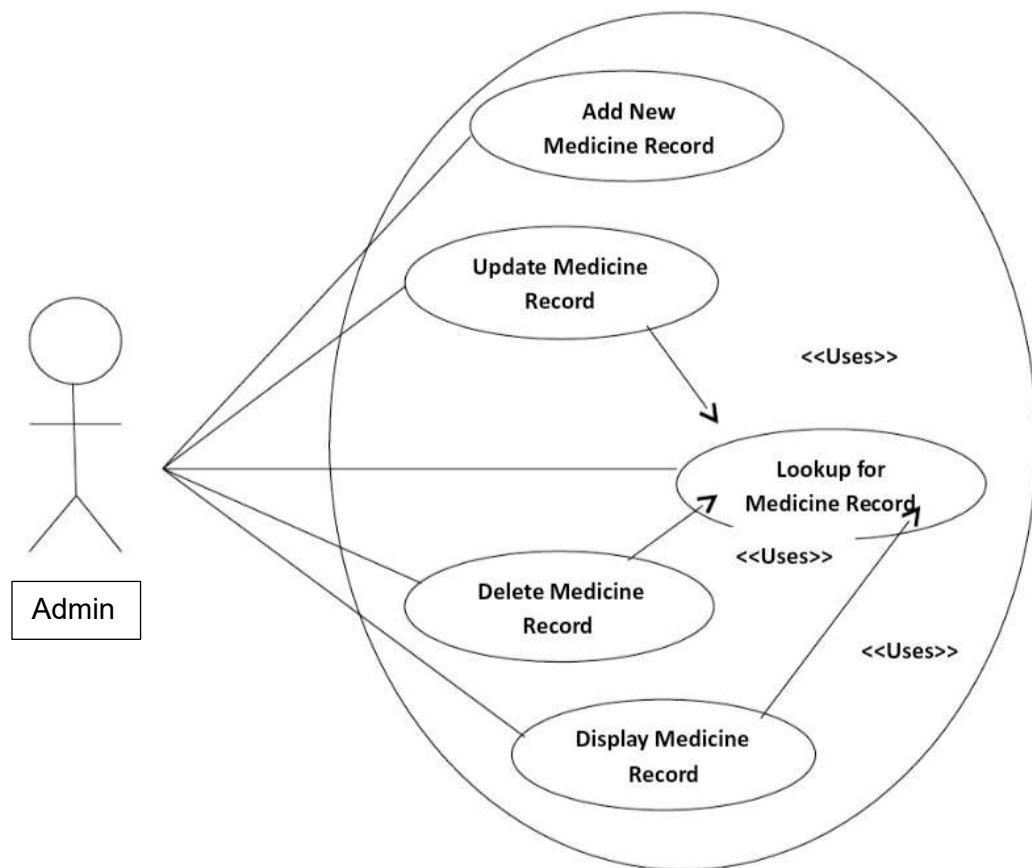 Add New
Medicine Record
Update Medicine
Record
<<Uses>>
Lookup for
Medicine Record
<<Uses>>
Delete Medicine
Record
Admin
<<Uses>>
Display Medicine
Record